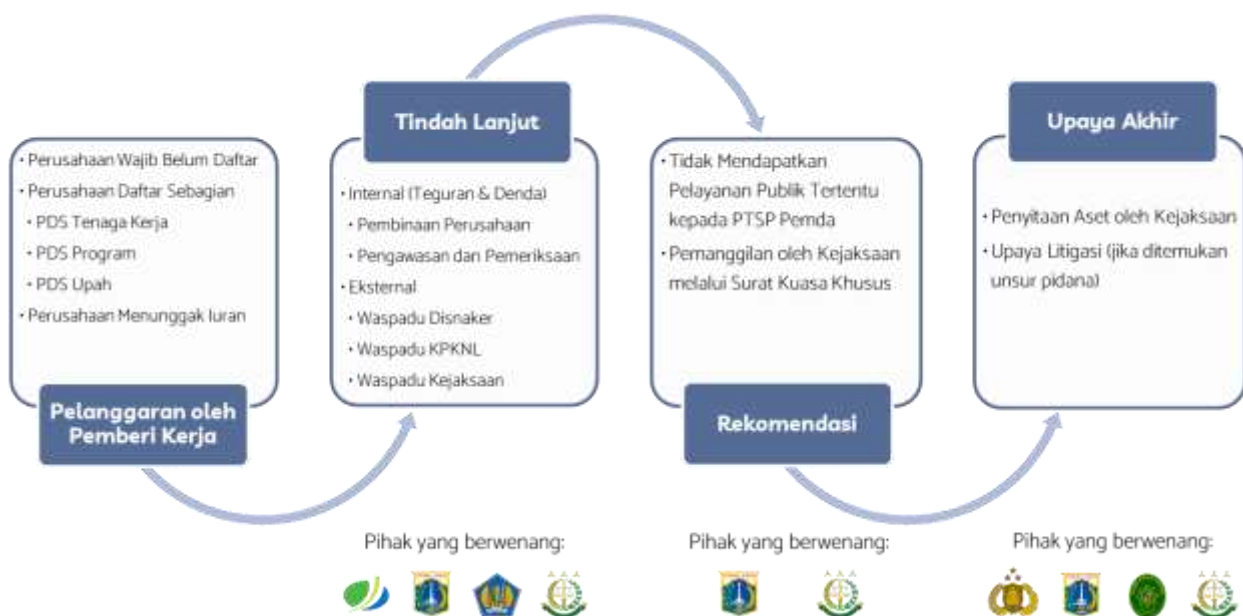 Pelanggaran oleh
Pemberi Kerja
• Perusahaan Wajib Belum Daftar
• Perusahaan Daftar Sebagian
• PDS Tenaga Kerja
• PDS Program
• PDS Upah
• Perusahaan Menunggak Iuran
Tindah Lanjut
• Internal (Teguran & Denda)
• Pembinaan Perusahaan
• Pengawasan dan Pemeriksaan
• Eksternal
• Waspadu Disnaker
• Waspadu KPKNL
• Waspadu Kejaksaan
Rekomendasi
• Tidak Mendapatkan
Pelayanan Publik Tertentu
kepada PTSP Pemda
• Pemanggilan oleh Kejaksaan
melalui Surat Kuasa Khusus
Upaya Akhir
• Penyitaan Aset oleh Kejaksaan
• Upaya Litigasi (jika ditemukan
unsur pidana)
Pihak yang berwenang:
Pihak yang berwenang:
Pihak yang berwenang: